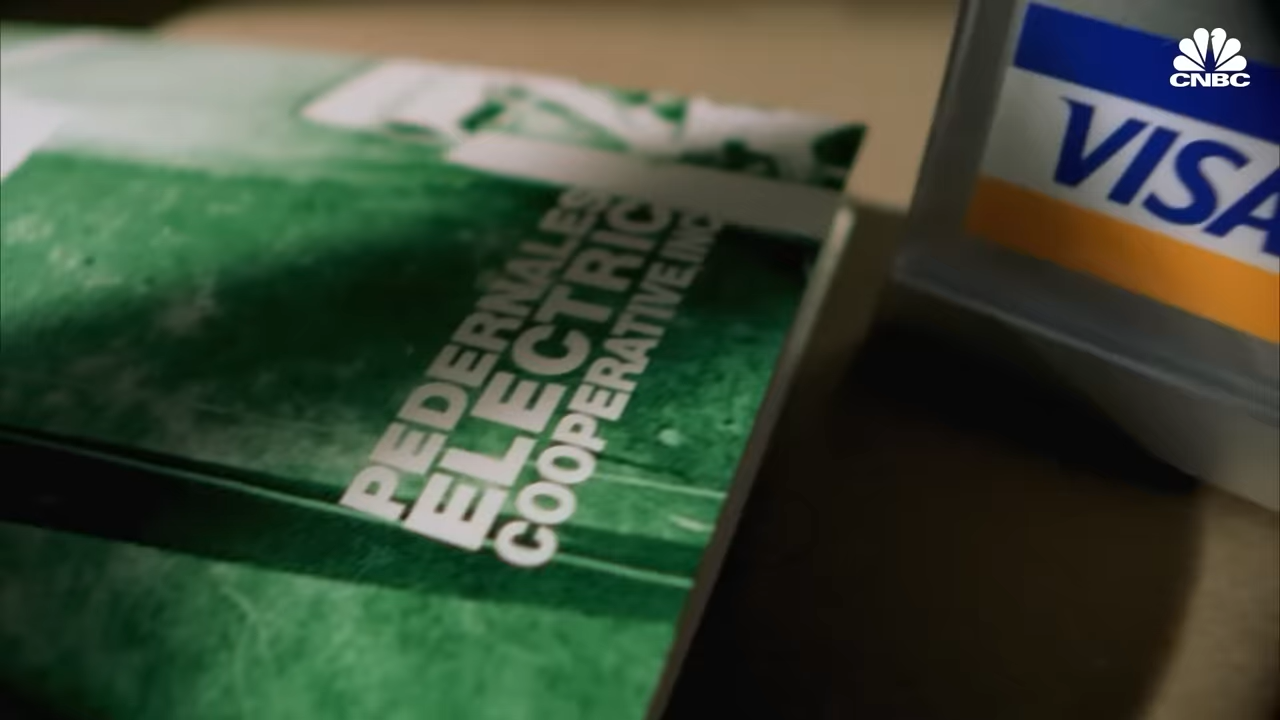 PEDERNALES
ELECTRIC
COOPERATIVE INC
VISA
CNBC